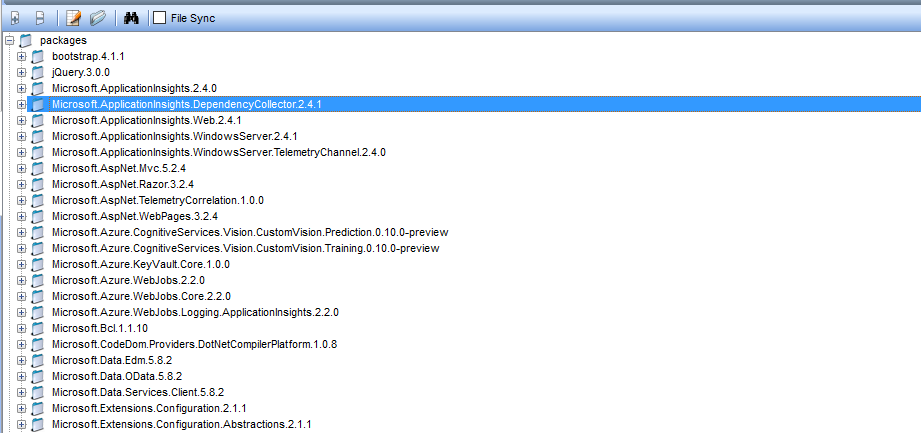 File Sync
packages
bootstrap.4.1.1
jQuery.3.0.0
Microsoft.ApplicationInsights.2.4.0
Microsoft.ApplicationInsights.DependencyCollector.2.4.1
Microsoft.ApplicationInsights.Web.2.4.1
Microsoft.ApplicationInsights.WindowsServer.2.4.1
Microsoft.ApplicationInsights.WindowsServer.TelemetryChannel.2.4.0
Microsoft.AspNet.Mvc.5.2.4
Microsoft.AspNet.Razor.3.2.4
Microsoft.AspNet.TelemetryCorrelation.1.0.0
Microsoft.AspNet.WebPages.3.2.4
Microsoft.Azure.CognitiveServices.Vision.CustomVision.Prediction.0.10.0-preview
Microsoft.Azure.CognitiveServices.Vision.CustomVision.Training.0.10.0-preview
Microsoft.Azure.KeyVault.Core.1.0.0
Microsoft.Azure.WebJobs.2.2.0
Microsoft.Azure.WebJobs.Core.2.2.0
Microsoft.Azure.WebJobs.Logging.ApplicationInsights.2.2.0
Microsoft.Bcl.1.1.10
Microsoft.CodeDom.Providers.DotNetCompilerPlatform.1.0.8
Microsoft.Data.Edm.5.8.2
Microsoft.Data.OData.5.8.2
Microsoft.Data.Services.Client.5.8.2
Microsoft.Extensions.Configuration.2.1.1
Microsoft.Extensions.Configuration.Abstractions.2.1.1